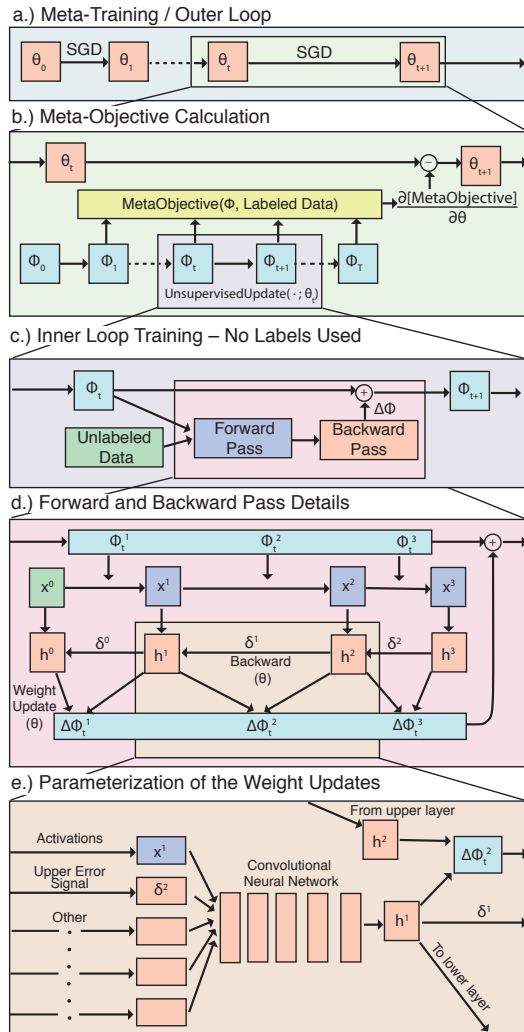 a.) Meta-Training / Outer Loop
θ0 SGD θ1 θt SGD θt+1
b.) Meta-Objective Calculation
θt − θt+1
MetaObjective(Φ, Labeled Data)
∂[MetaObjective]
∂θ
Φ0 Φ1 Φt Φt+1 ΦT
UnsupervisedUpdate( · ; θt)
c.) Inner Loop Training – No Labels Used
Φt + Φt+1
ΔΦ
Unlabeled
Data
Forward
Pass
Backward
Pass
d.) Forward and Backward Pass Details
Φt¹ Φt² Φt³ +
x⁰ x¹ x² x³
δ⁰ δ¹ δ²
h⁰ h¹ h² h³
Backward
(θ)
Weight
Update
(θ)
ΔΦt¹ ΔΦt² ΔΦt³
e.) Parameterization of the Weight Updates
From upper layer
Activations
x¹
h²
ΔΦt²
Upper Error
Signal
δ²
Convolutional
Neural Network
Other
h¹
δ¹
To lower layer